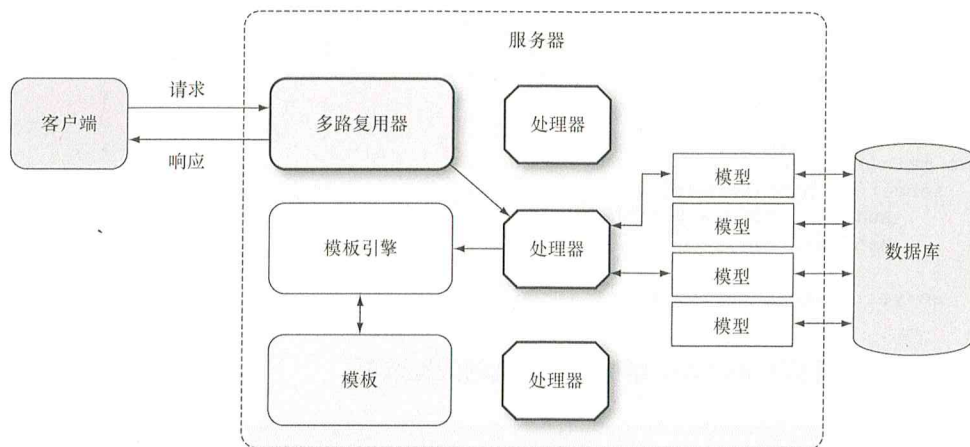 服务器
请求
客户端
多路复用器
处理器
响应
模型
模板引擎
处理器
模型
数据库
模型
模型
模板
处理器